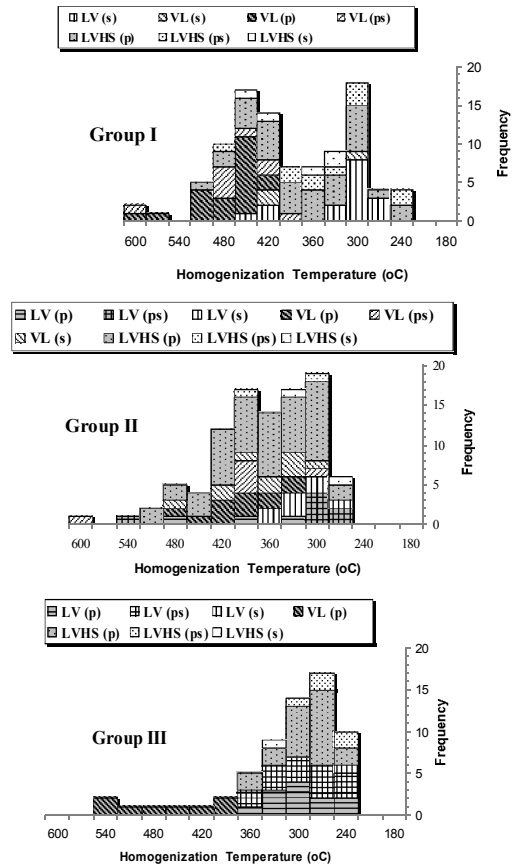 LV (s) VL (s) VL (p) VL (ps)
LVHS (p) LVHS (ps) LVHS (s)
20
15
10
5
0
Frequency
Group I
600 540 480 420 360 300 240 180
Homogenization Temperature (oC)
LV (p) LV (ps) LV (s) VL (p) VL (ps)
VL (s) LVHS (p) LVHS (ps) LVHS (s)
20
15
10
5
0
Frequency
Group II
600 540 480 420 360 300 240 180
Homogenization Temperature (oC)
LV (p) LV (ps) LV (s) VL (p)
LVHS (p) LVHS (ps) LVHS (s)
20
15
10
5
0
Frequency
Group III
600 540 480 420 360 300 240 180
Homogenization Temperature (oC)